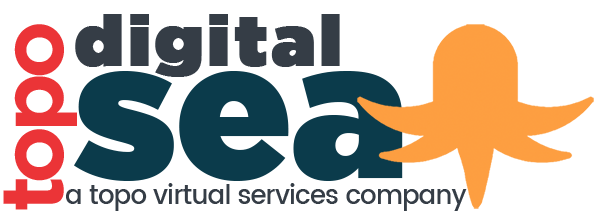 topo
digital
sea
a topo virtual services company